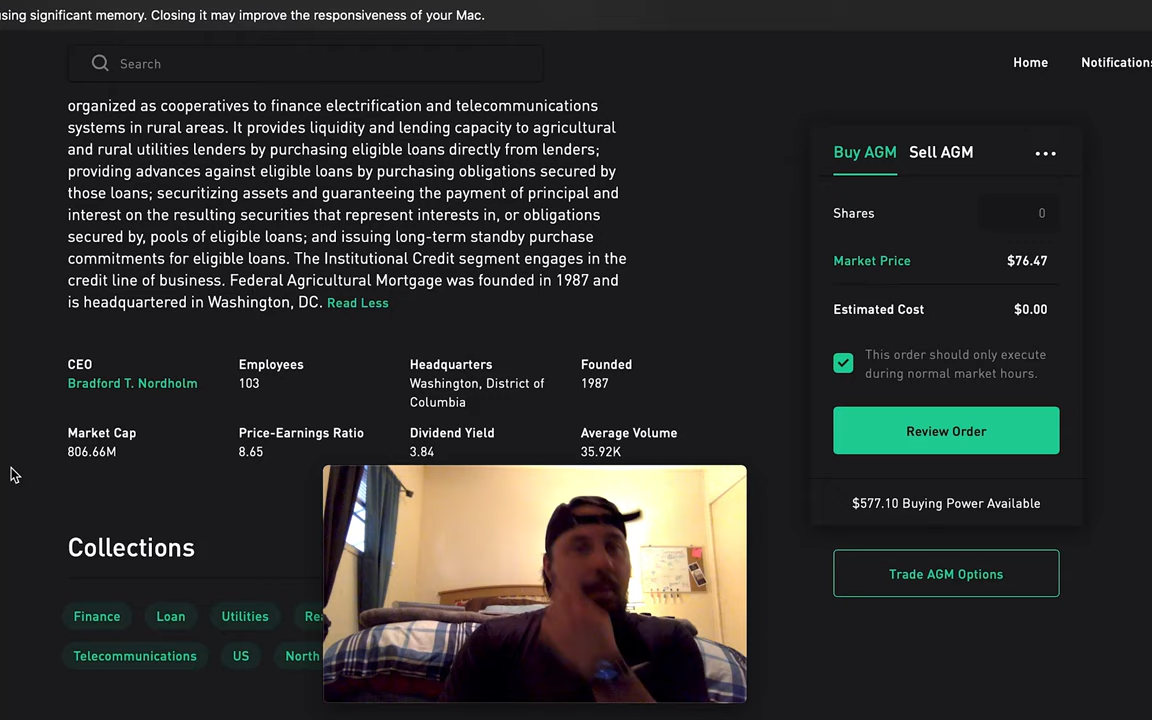 sing significant memory. Closing it may improve the responsiveness of your Mac.
Search
Home
Notifications
organized as cooperatives to finance electrification and telecommunications
systems in rural areas. It provides liquidity and lending capacity to agricultural
and rural utilities lenders by purchasing eligible loans directly from lenders;
providing advances against eligible loans by purchasing obligations secured by
those loans; securitizing assets and guaranteeing the payment of principal and
interest on the resulting securities that represent interests in, or obligations
secured by, pools of eligible loans; and issuing long-term standby purchase
commitments for eligible loans. The Institutional Credit segment engages in the
credit line of business. Federal Agricultural Mortgage was founded in 1987 and
is headquartered in Washington, DC. Read Less
CEO
Bradford T. Nordholm
Employees
103
Headquarters
Washington, District of
Columbia
Founded
1987
Market Cap
806.66M
Price-Earnings Ratio
8.65
Dividend Yield
3.84
Average Volume
35.92K
Collections
Finance
Loan
Utilities
Re
Telecommunications
US
North
Buy AGM
Sell AGM
Shares
0
Market Price
$76.47
Estimated Cost
$0.00
This order should only execute
during normal market hours.
Review Order
$577.10 Buying Power Available
Trade AGM Options